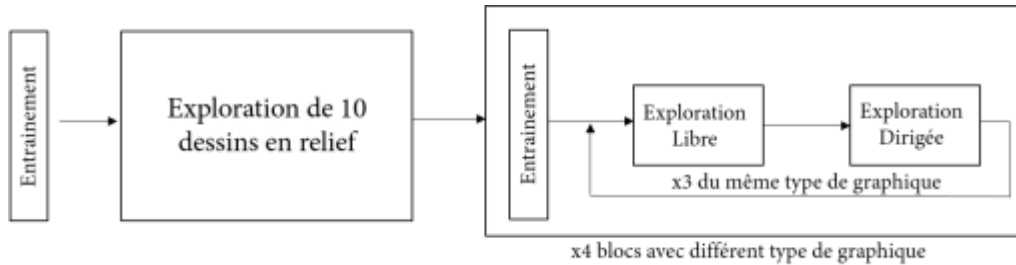 Entrainement
Exploration de 10
dessins en relief
Entrainement
Exploration
Libre
Exploration
Dirigée
x3 du même type de graphique
x4 blocs avec différent type de graphique